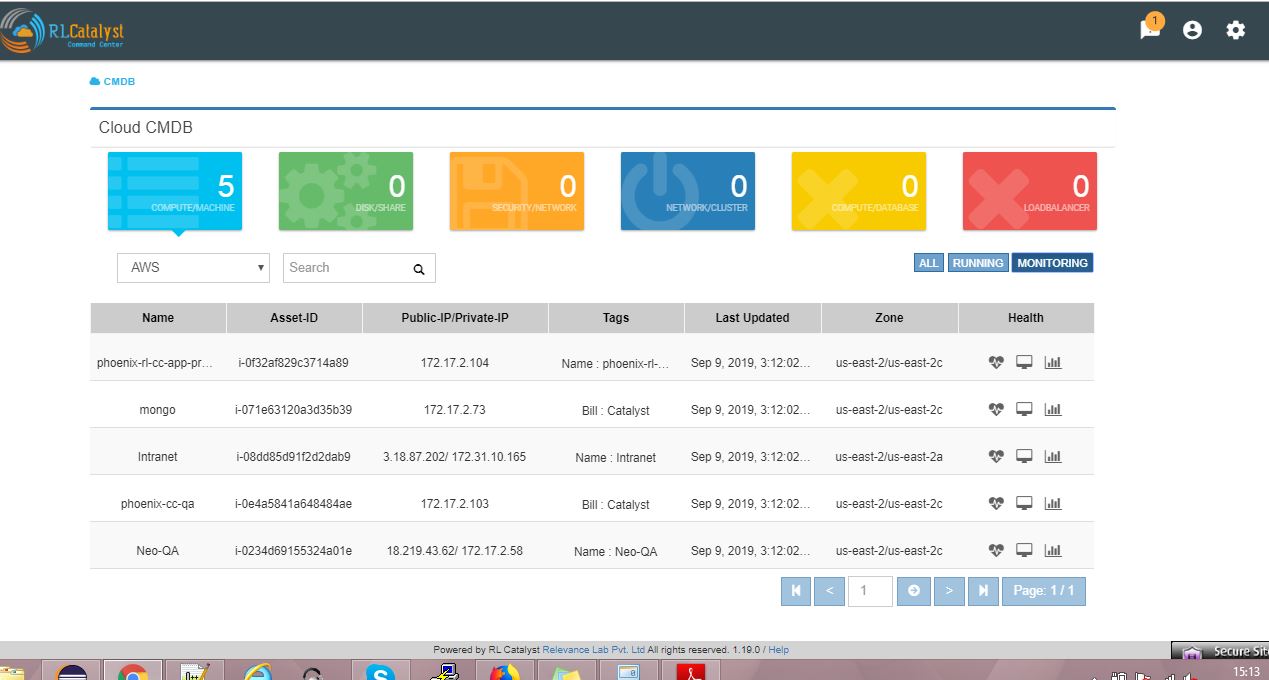 1
RLCatalyst
Command Center
CMDB
Cloud CMDB
5
COMPUTE/MACHINE
0
DISK/SHARE
0
SECURITY/NETWORK
0
NETWORK/CLUSTER
0
COMPUTE/DATABASE
0
LOADBALANCER
AWS
Search
ALL
RUNNING
MONITORING
Name Asset-ID Public-IP/Private-IP Tags Last Updated Zone Health
phoenix-rl-cc-app-pr... i-0f32af829c3714a89 172.17.2.104 Name : phoenix-rl-... Sep 9, 2019, 3:12:02... us-east-2/us-east-2c
mongo i-071e63120a3d35b39 172.17.2.73 Bill : Catalyst Sep 9, 2019, 3:12:02... us-east-2/us-east-2c
Intranet i-08dd85d91f2d2dab9 3.18.87.202/ 172.31.10.165 Name : Intranet Sep 9, 2019, 3:12:02... us-east-2/us-east-2a
phoenix-cc-qa i-0e4a5841a648484ae 172.17.2.103 Bill : Catalyst Sep 9, 2019, 3:12:02... us-east-2/us-east-2c
Neo-QA i-0234d69155324a01e 18.219.43.62/ 172.17.2.58 Name : Neo-QA Sep 9, 2019, 3:12:02... us-east-2/us-east-2c
< 1 > Page: 1 / 1
Powered by RL Catalyst Relevance Lab Pvt. Ltd All rights reserved. 1.19.0 / Help
Secure Sit
15:13